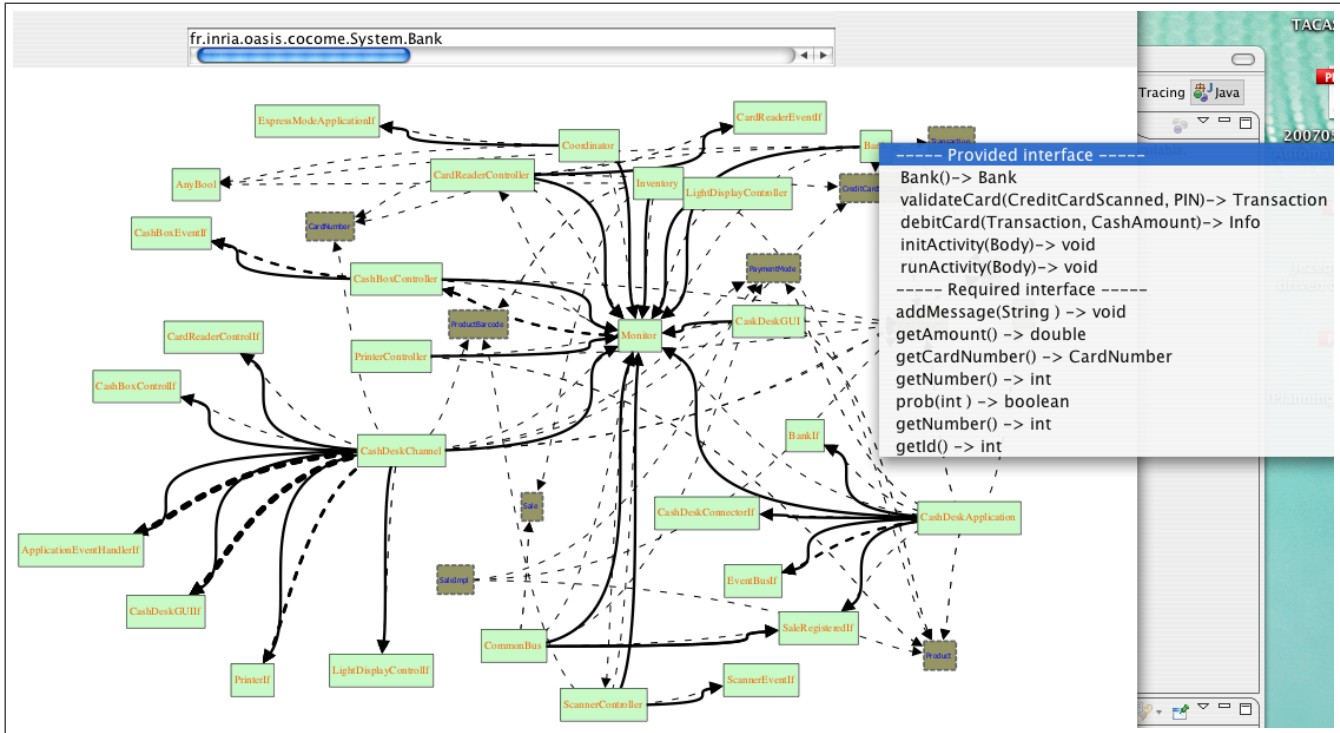 TACA
fr.inria.oasis.cocome.System.Bank
Tracing Java
ExpressModeApplicationIf
CardReaderEventIf
Coordinator
Transaction
200705
AnyBool
CardReaderController
Inventory
LightDisplayController
CardNumber
CashBoxEventIf
CashBoxController
PaymentMode
CardReaderControlIf
ProductBarcode
CaskDeskGUI
Monitor
PrinterController
CashBoxControlIf
CashDeskChannel
BankIf
Sale
CashDeskConnectorIf
CashDeskApplication
ApplicationEventHandlerIf
SaleImpl
EventBusIf
CashDeskGUIIf
SaleRegisteredIf
CommonBus
Product
PrinterIf
LightDisplayControlIf
ScannerEventIf
ScannerController
----- Provided interface -----
Bank()-> Bank
validateCard(CreditCardScanned, PIN)-> Transaction
debitCard(Transaction, CashAmount)-> Info
initActivity(Body)-> void
runActivity(Body)-> void
----- Required interface -----
addMessage(String ) -> void
getAmount() -> double
getCardNumber() -> CardNumber
getNumber() -> int
prob(int ) -> boolean
getNumber() -> int
getId() -> int